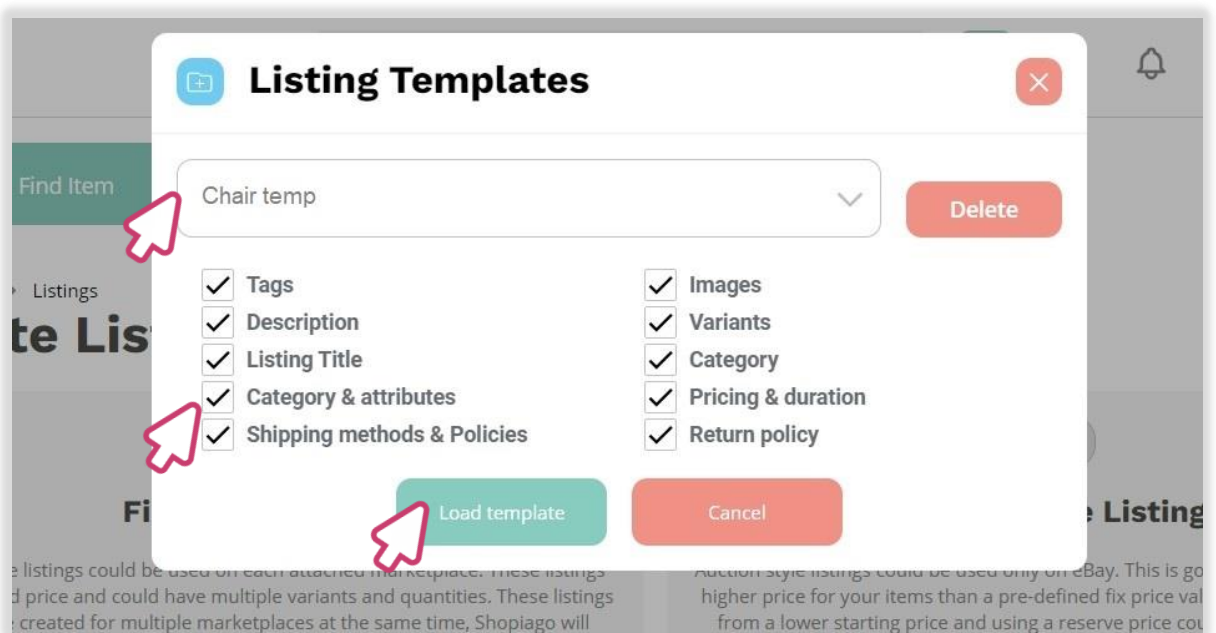 Listing Templates
Find Item
Chair temp
Delete
Listings
te Lis
Tags
Images
Description
Variants
Listing Title
Category
Category & attributes
Pricing & duration
Shipping methods & Policies
Return policy
Load template
Cancel
Fi
Listing
e listings could be used on each attached marketplace. These listings
d price and could have multiple variants and quantities. These listings
created for multiple marketplaces at the same time, Shopiago will
Auction style listings could be used only on eBay. This is go
higher price for your items than a pre-defined fix price val
from a lower starting price and using a reserve price cou